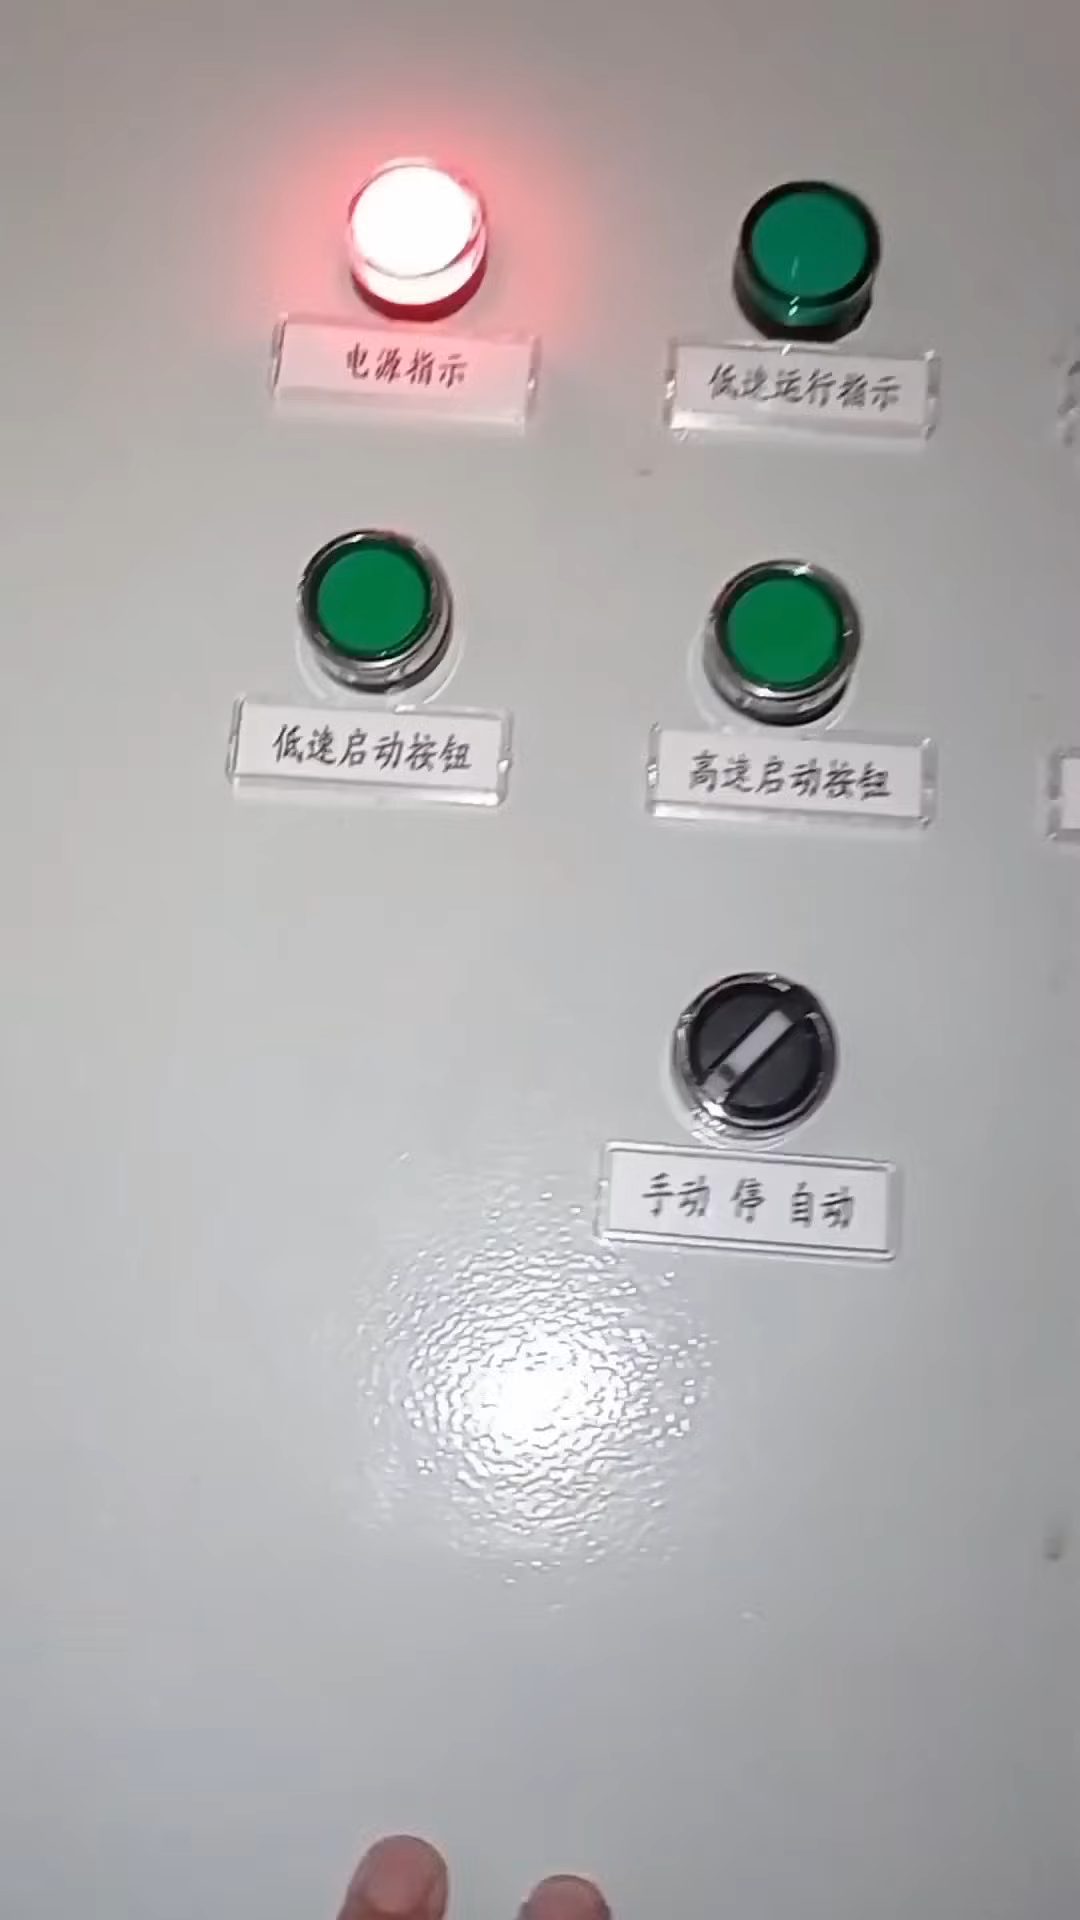 电源指示
低速运行指示
低速启动按钮
高速启动按钮
手动 停 自动